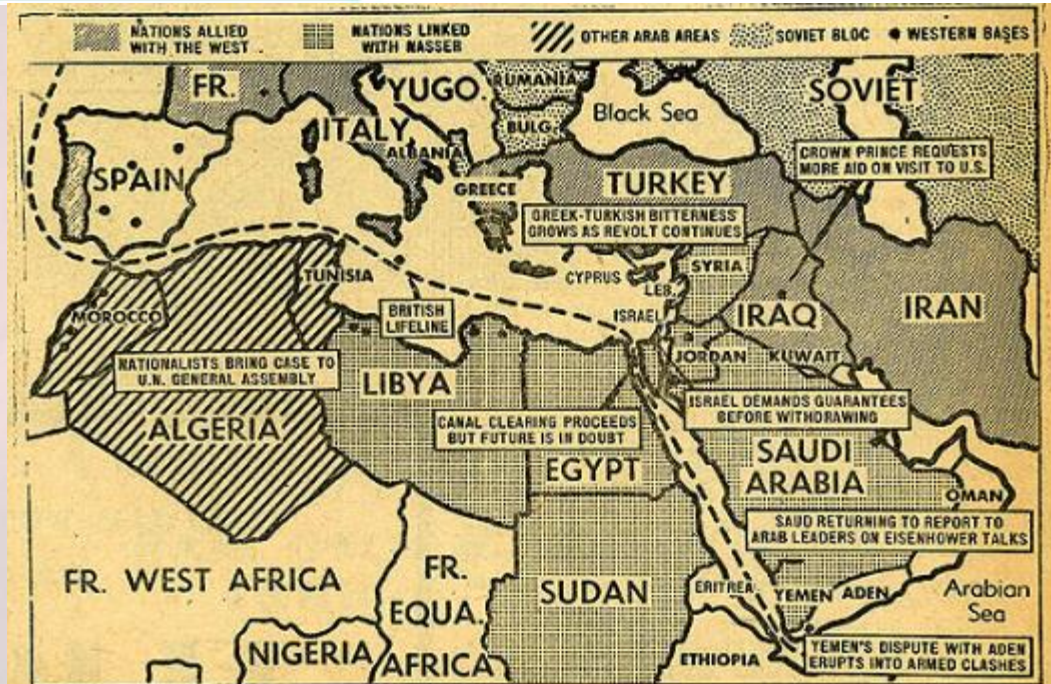 NATIONS ALLIED
WITH THE WEST
NATIONS LINKED
WITH NASSER
OTHER ARAB AREAS
SOVIET BLOC
WESTERN BASES
FR.
YUGO.
RUMANIA
BULG.
Black Sea
SOVIET
ITALY
ALBANIA
CROWN PRINCE REQUESTS
MORE AID ON VISIT TO U.S.
SPAIN
GREECE
TURKEY
GREEK-TURKISH BITTERNESS
GROWS AS REVOLT CONTINUES
TUNISIA
CYPRUS
SYRIA
LEB.
MOROCCO
BRITISH
LIFELINE
ISRAEL
IRAQ
IRAN
JORDAN
KUWAIT
NATIONALISTS BRING CASE TO
U.N. GENERAL ASSEMBLY
LIBYA
ISRAEL DEMANDS GUARANTEES
BEFORE WITHDRAWING
CANAL CLEARING PROCEEDS
BUT FUTURE IS IN DOUBT
ALGERIA
EGYPT
SAUDI
ARABIA
OMAN
SAUD RETURNING TO REPORT TO
ARAB LEADERS ON EISENHOWER TALKS
FR. WEST AFRICA
FR.
EQUA.
AFRICA
SUDAN
ERITREA
YEMEN
ADEN
Arabian
Sea
NIGERIA
ETHIOPIA
YEMEN'S DISPUTE WITH ADEN
ERUPTS INTO ARMED CLASHES